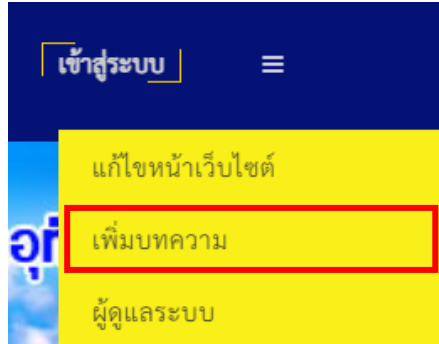 เข้าสู่ระบบ
แก้ไขหน้าเว็บไซต์
เพิ่มบทความ
ผู้ดูแลระบบ